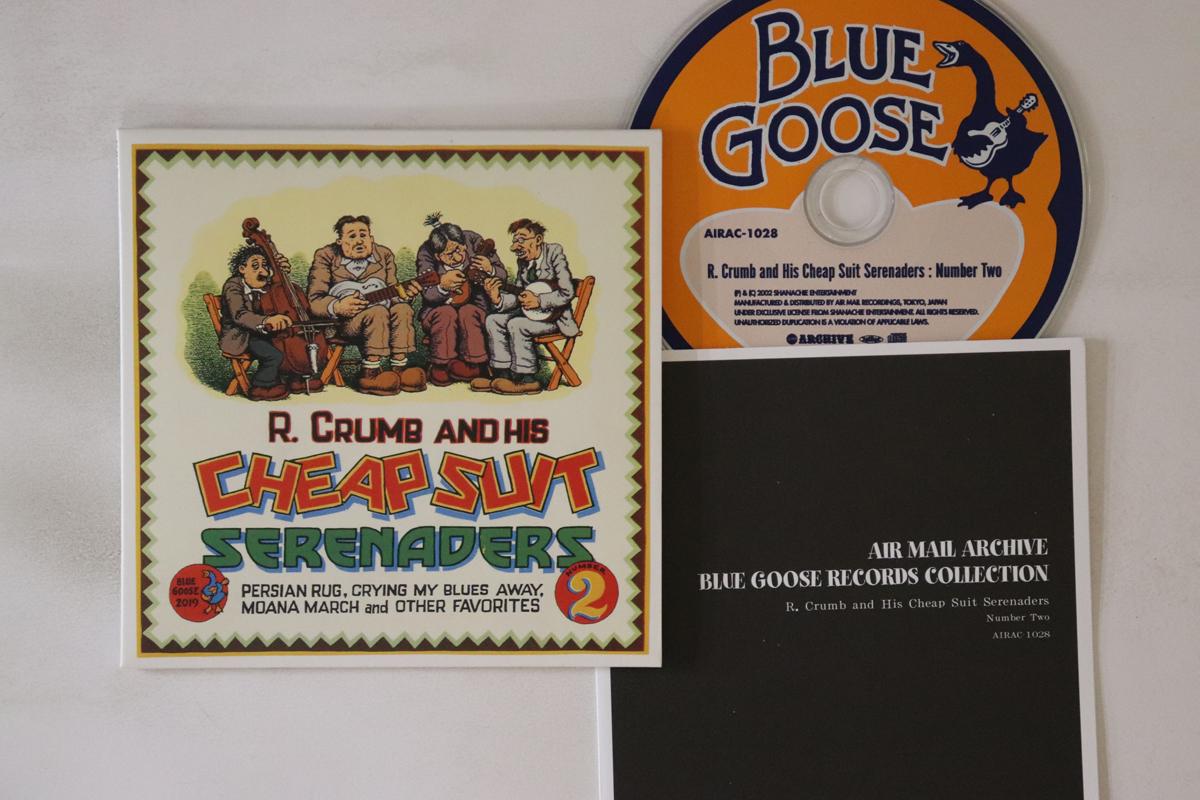 R. CRUMB AND HIS
CHEAP SUIT
SERENADERS
BLUE
GOOSE
2019
PERSIAN RUG, CRYING MY BLUES AWAY,
MOANA MARCH and OTHER FAVORITES
NUMBER
2
BLUE
GOOSE
AIRAC-1028
R. Crumb and His Cheap Suit Serenaders : Number Two
(P) & (C) 2002 SHANACHIE ENTERTAINMENT
MANUFACTURED & DISTRIBUTED BY AIR MAIL RECORDINGS, TOKYO, JAPAN
UNDER EXCLUSIVE LICENSE FROM SHANACHIE ENTERTAINMENT. ALL RIGHTS RESERVED.
UNAUTHORIZED DUPLICATION IS A VIOLATION OF APPLICABLE LAWS.
ARCHIVE
AIR MAIL ARCHIVE
BLUE GOOSE RECORDS COLLECTION
R. Crumb and His Cheap Suit Serenaders
Number Two
AIRAC 1028